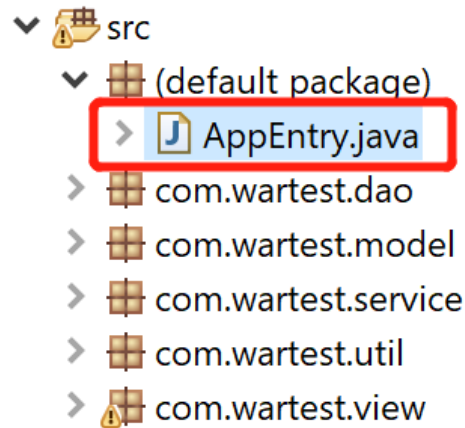 src
(default package)
AppEntry.java
com.wartest.dao
com.wartest.model
com.wartest.service
com.wartest.util
com.wartest.view